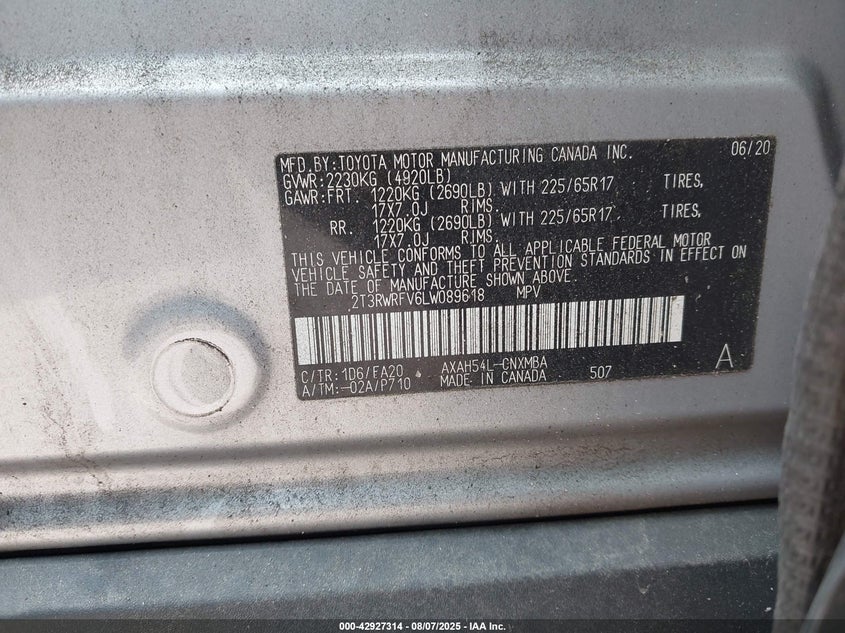 MFD.BY:TOYOTA MOTOR MANUFACTURING CANADA INC. 06/20
GVWR:2230KG (4920LB)
GAWR:FRT. 1220KG (2690LB) WITH 225/65R17 TIRES,
17X7.0J RIMS,
RR. 1220KG (2690LB) WITH 225/65R17 TIRES,
17X7.0J RIMS.
THIS VEHICLE CONFORMS TO ALL APPLICABLE FEDERAL MOTOR
VEHICLE SAFETY AND THEFT PREVENTION STANDARDS IN EFFECT ON
THE DATE OF MANUFACTURE SHOWN ABOVE.
2T3RWRFV6LW089618 MPV
C/TR:1D6/FA20 AXAH54L-CNXMBA A
A/TM:-02A/P710 MADE IN CANADA 507
000-42927314 | 08/07/2025 - IAA Inc.